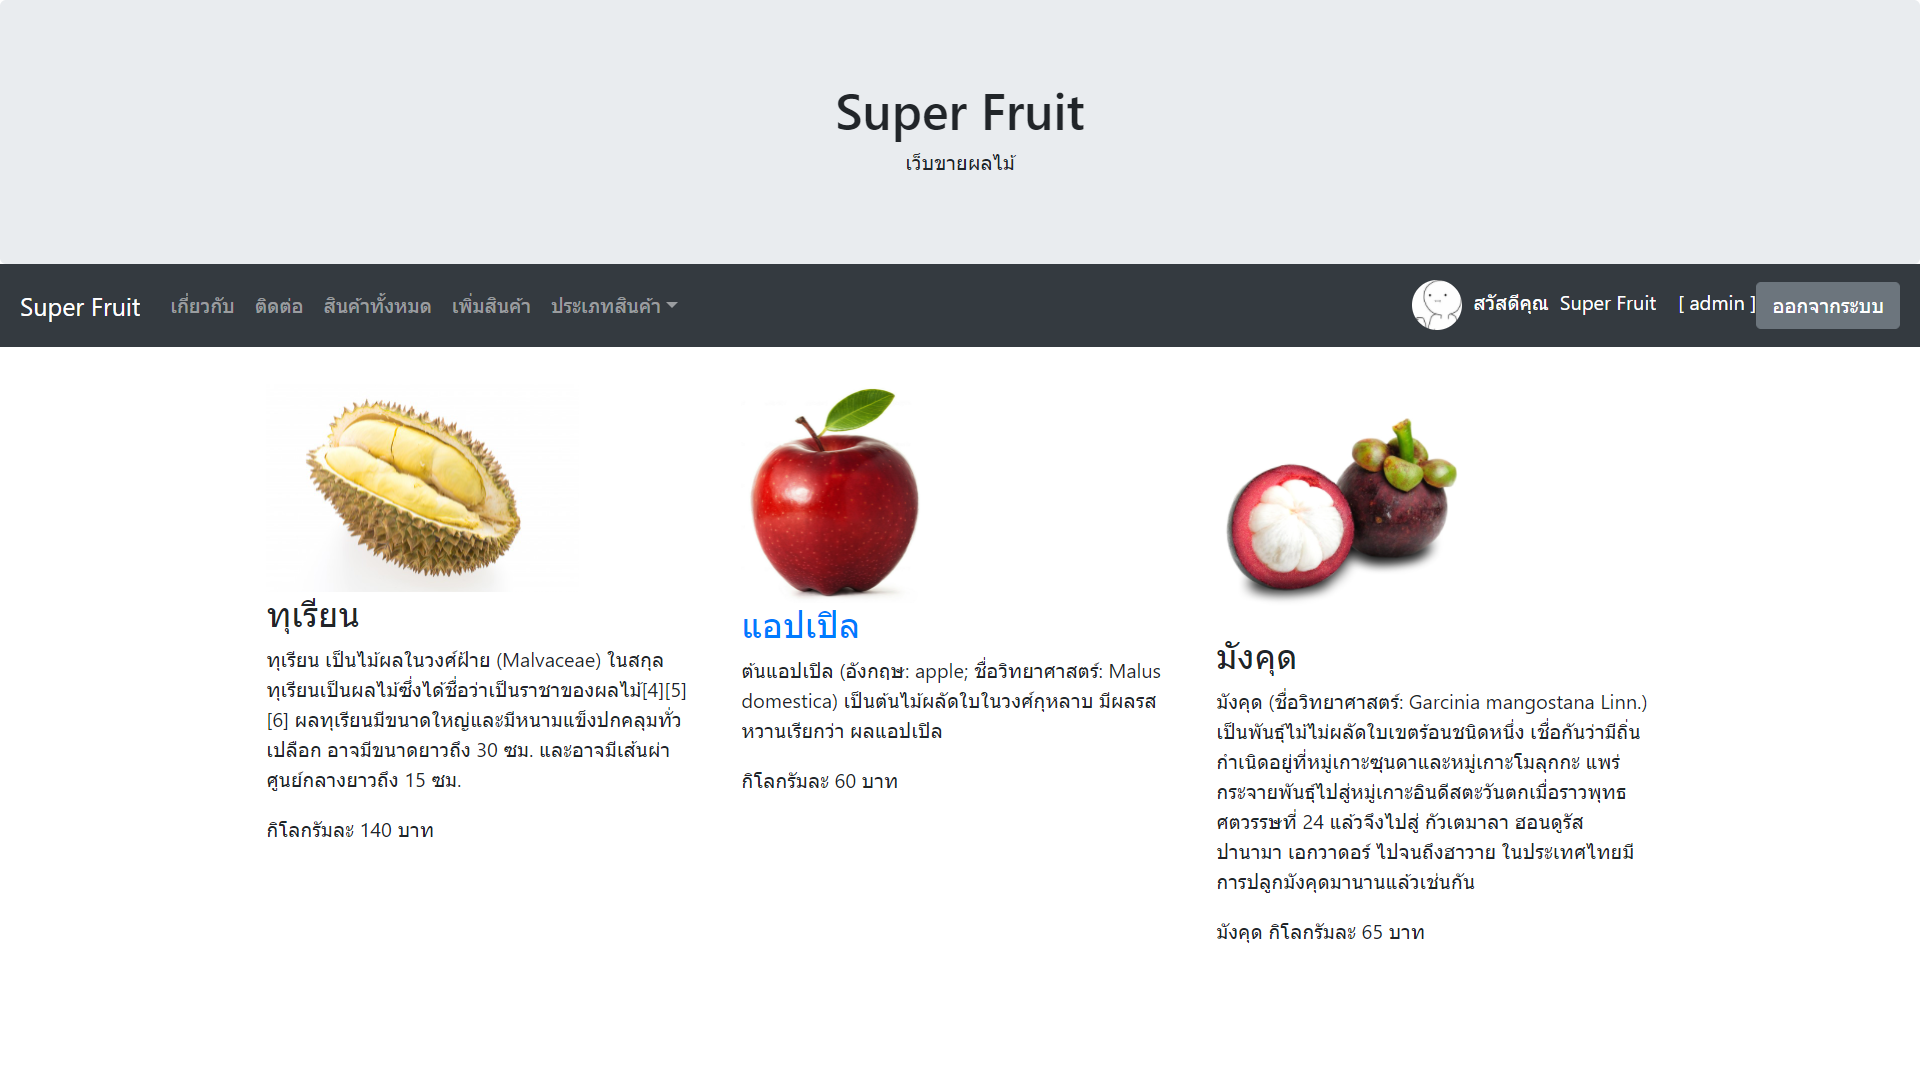 Super Fruit
เว็บขายผลไม้
Super Fruit เกี่ยวกับ ติดต่อ สินค้าทั้งหมด เพิ่มสินค้า ประเภทสินค้า สวัสดีคุณ Super Fruit [ admin ] ออกจากระบบ
ทุเรียน
ทุเรียน เป็นไม้ผลในวงศ์ฝ้าย (Malvaceae) ในสกุล
ทุเรียนเป็นผลไม้ซึ่งได้ชื่อว่าเป็นราชาของผลไม้[4][5]
[6] ผลทุเรียนมีขนาดใหญ่และมีหนามแข็งปกคลุมทั่ว
เปลือก อาจมีขนาดยาวถึง 30 ซม. และอาจมีเส้นผ่า
ศูนย์กลางยาวถึง 15 ซม.
กิโลกรัมละ 140 บาท
แอปเปิล
ต้นแอปเปิล (อังกฤษ: apple; ชื่อวิทยาศาสตร์: Malus
domestica) เป็นต้นไม้ผลัดใบในวงศ์กุหลาบ มีผลรส
หวานเรียกว่า ผลแอปเปิล
กิโลกรัมละ 60 บาท
มังคุด
มังคุด (ชื่อวิทยาศาสตร์: Garcinia mangostana Linn.)
เป็นพันธุ์ไม้ไม่ผลัดใบเขตร้อนชนิดหนึ่ง เชื่อกันว่ามีถิ่น
กำเนิดอยู่ที่หมู่เกาะซุนดาและหมู่เกาะโมลุกกะ แพร่
กระจายพันธุ์ไปสู่หมู่เกาะอินดีสตะวันตกเมื่อราวพุทธ
ศตวรรษที่ 24 แล้วจึงไปสู่ กัวเตมาลา ฮอนดูรัส
ปานามา เอกวาดอร์ ไปจนถึงฮาวาย ในประเทศไทยมี
การปลูกมังคุดมานานแล้วเช่นกัน
มังคุด กิโลกรัมละ 65 บาท